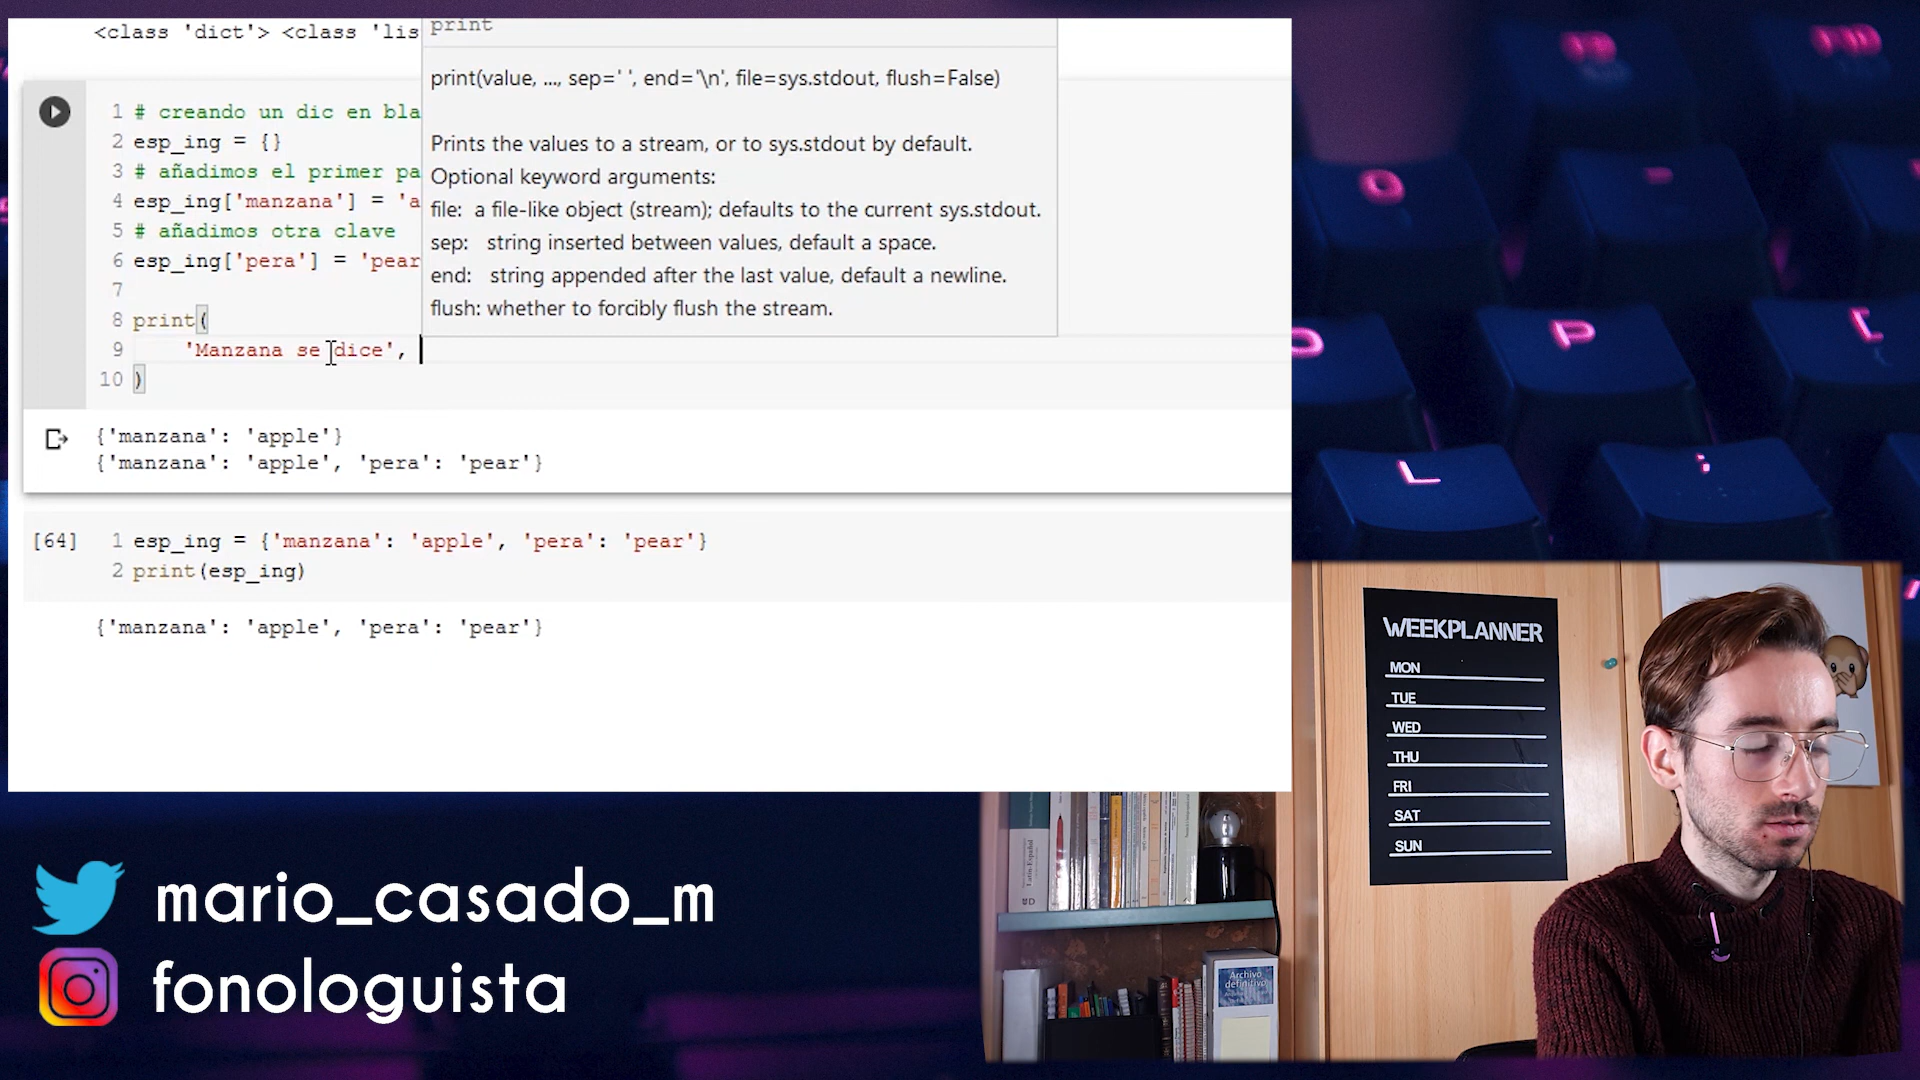 <class 'dict'> <class 'lis
print
print(value, ..., sep=' ', end='\n', file=sys.stdout, flush=False)
Prints the values to a stream, or to sys.stdout by default.
Optional keyword arguments:
file: a file-like object (stream); defaults to the current sys.stdout.
sep: string inserted between values, default a space.
end: string appended after the last value, default a newline.
flush: whether to forcibly flush the stream.
1 # creando un dic en bla
2 esp_ing = {}
3 # añadimos el primer pa
4 esp_ing['manzana'] = 'a
5 # añadimos otra clave
6 esp_ing['pera'] = 'pear
7
8 print(
9 'Manzana se dice',
10 )
{'manzana': 'apple'}
{'manzana': 'apple', 'pera': 'pear'}
[64] 1 esp_ing = {'manzana': 'apple', 'pera': 'pear'}
2 print(esp_ing)
{'manzana': 'apple', 'pera': 'pear'}
mario_casado_m
fonologuista
O
P
[
L
;
WEEKPLANNER
MON
TUE
WED
THU
FRI
SAT
SUN
Latín-Español
Archivo
definitivo